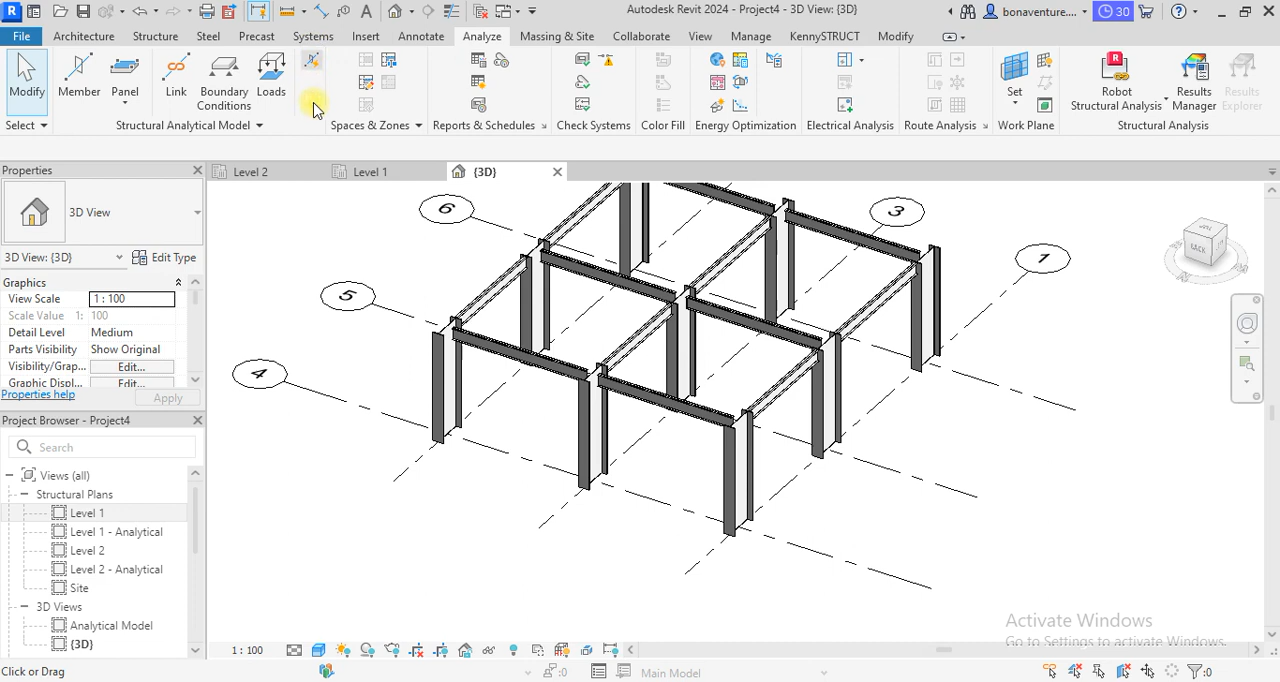 Autodesk Revit 2024 - Project4 - 3D View: {3D}
bonaventure....
30
File
Architecture
Structure
Steel
Precast
Systems
Insert
Annotate
Analyze
Massing & Site
Collaborate
View
Manage
KennySTRUCT
Modify
Modify
Member
Panel
Link
Boundary
Conditions
Loads
Set
Robot
Structural Analysis
Results
Manager
Results
Explorer
Select
Structural Analytical Model
Spaces & Zones
Reports & Schedules
Check Systems
Color Fill
Energy Optimization
Electrical Analysis
Route Analysis
Work Plane
Structural Analysis
Properties
Level 2
Level 1
{3D}
3D View
3D View: {3D}
Edit Type
Graphics
View Scale
1 : 100
Scale Value 1:
100
Detail Level
Medium
Parts Visibility
Show Original
Visibility/Grap...
Edit...
Graphic Displ...
Edit...
Properties help
Apply
Project Browser - Project4
Search
Views (all)
Structural Plans
Level 1
Level 1 - Analytical
Level 2
Level 2 - Analytical
Site
3D Views
Analytical Model
{3D}
6
5
4
3
1
BACK
Activate Windows
Go to Settings to activate Windows.
1 : 100
Click or Drag
:0
Main Model
:0